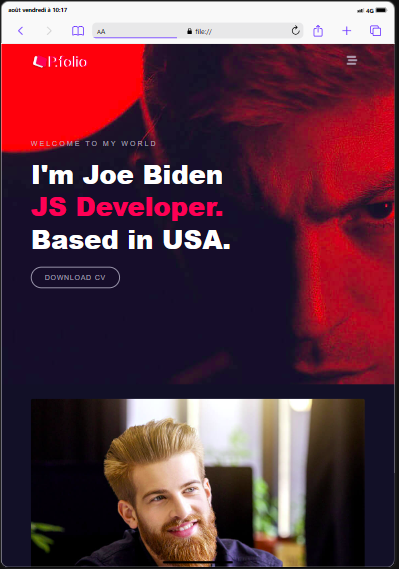 août vendredi à 10:17
4G
AA
file://
P.folio
WELCOME TO MY WORLD
I'm Joe Biden
JS Developer.
Based in USA.
DOWNLOAD CV